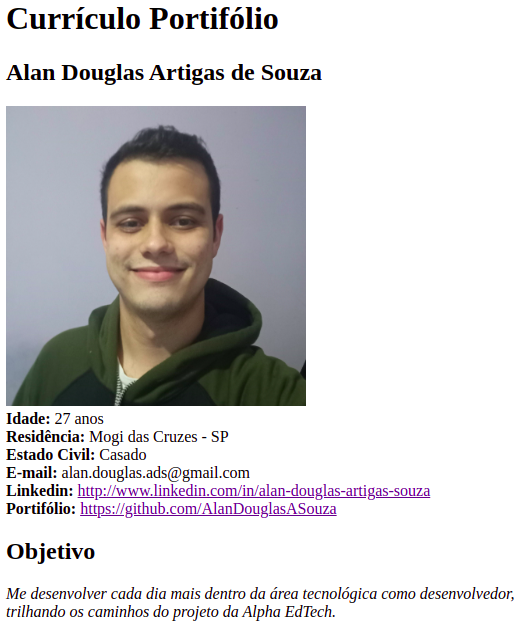 Currículo Portifólio
Alan Douglas Artigas de Souza
Idade: 27 anos
Residência: Mogi das Cruzes - SP
Estado Civil: Casado
E-mail: alan.douglas.ads@gmail.com
Linkedin: http://www.linkedin.com/in/alan-douglas-artigas-souza
Portifólio: https://github.com/AlanDouglasASouza
Objetivo
Me desenvolver cada dia mais dentro da área tecnológica como desenvolvedor,
trilhando os caminhos do projeto da Alpha EdTech.